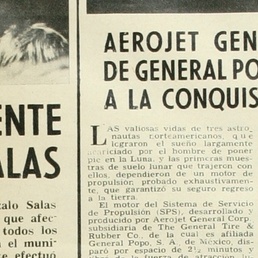 ENTE
ALAS
talo Salas
que afec-
todos los
n el muni-
se efectuó
AEROJET GEN
DE GENERAL PO
A LA CONQUIS
LAS valiosas vidas de tres astro-
nautas norteamericanos, que
lograron el sueño largamente
acariciado por el hombre de poner
pie en la Luna, y las primeras mues-
tras de suelo lunar que trajeron con
ellos, dependieron de un motor de
propulsión, probado exhaustivamen-
te, que garantizó su seguro regreso
a la tierra.
El motor del Sistema de Servicio
de Propulsión (SPS), desarrollado y
producido por Aerojet General Corp.
subsidiaria de The General Tire &
Rubber Co., de la cual es afiliada
General Popo, S. A. de México, dis-
paró por espacio de 2½ minutos y